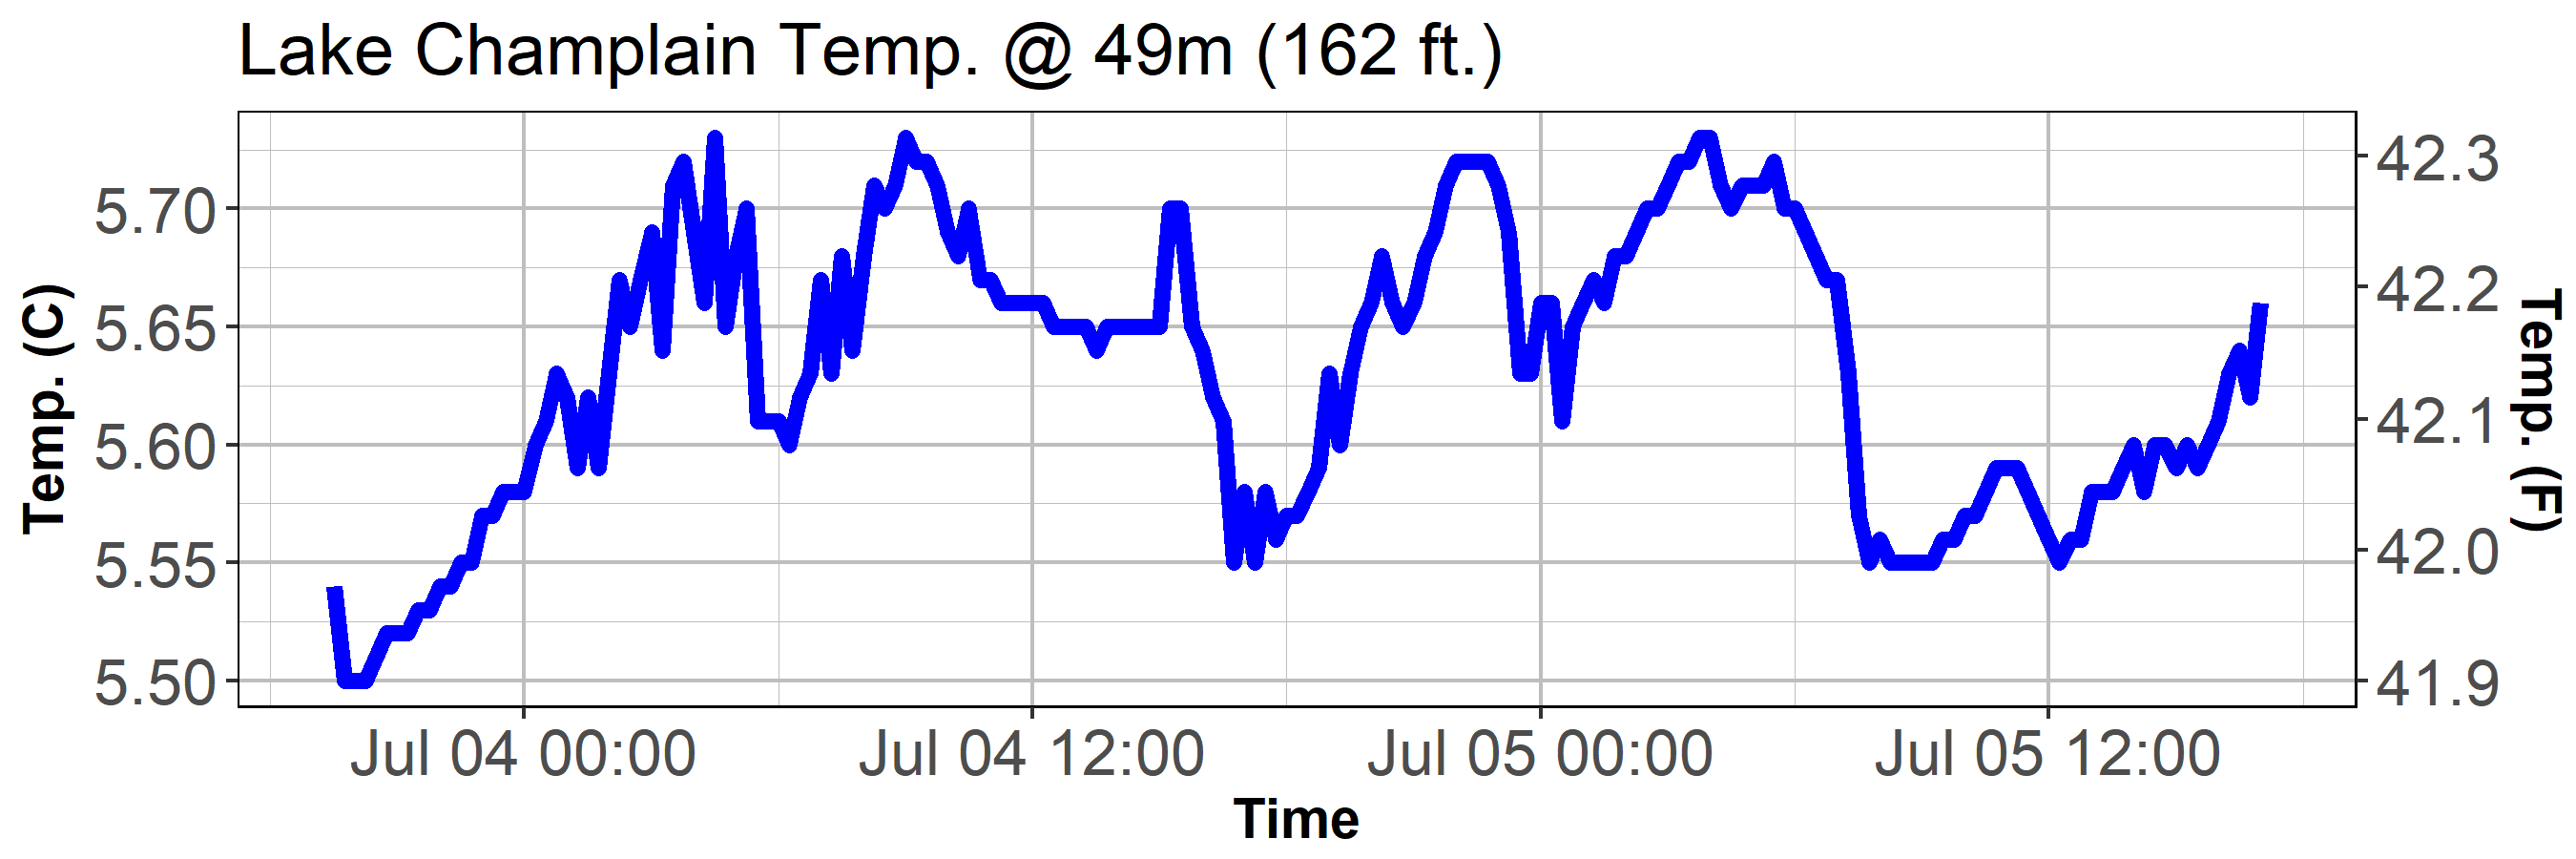 Lake Champlain Temp. @ 49m (162 ft.)
Temp. (C)
5.70
5.65
5.60
5.55
5.50
42.3
42.2
42.1
42.0
41.9
Temp. (F)
Jul 04 00:00 Jul 04 12:00 Jul 05 00:00 Jul 05 12:00
Time